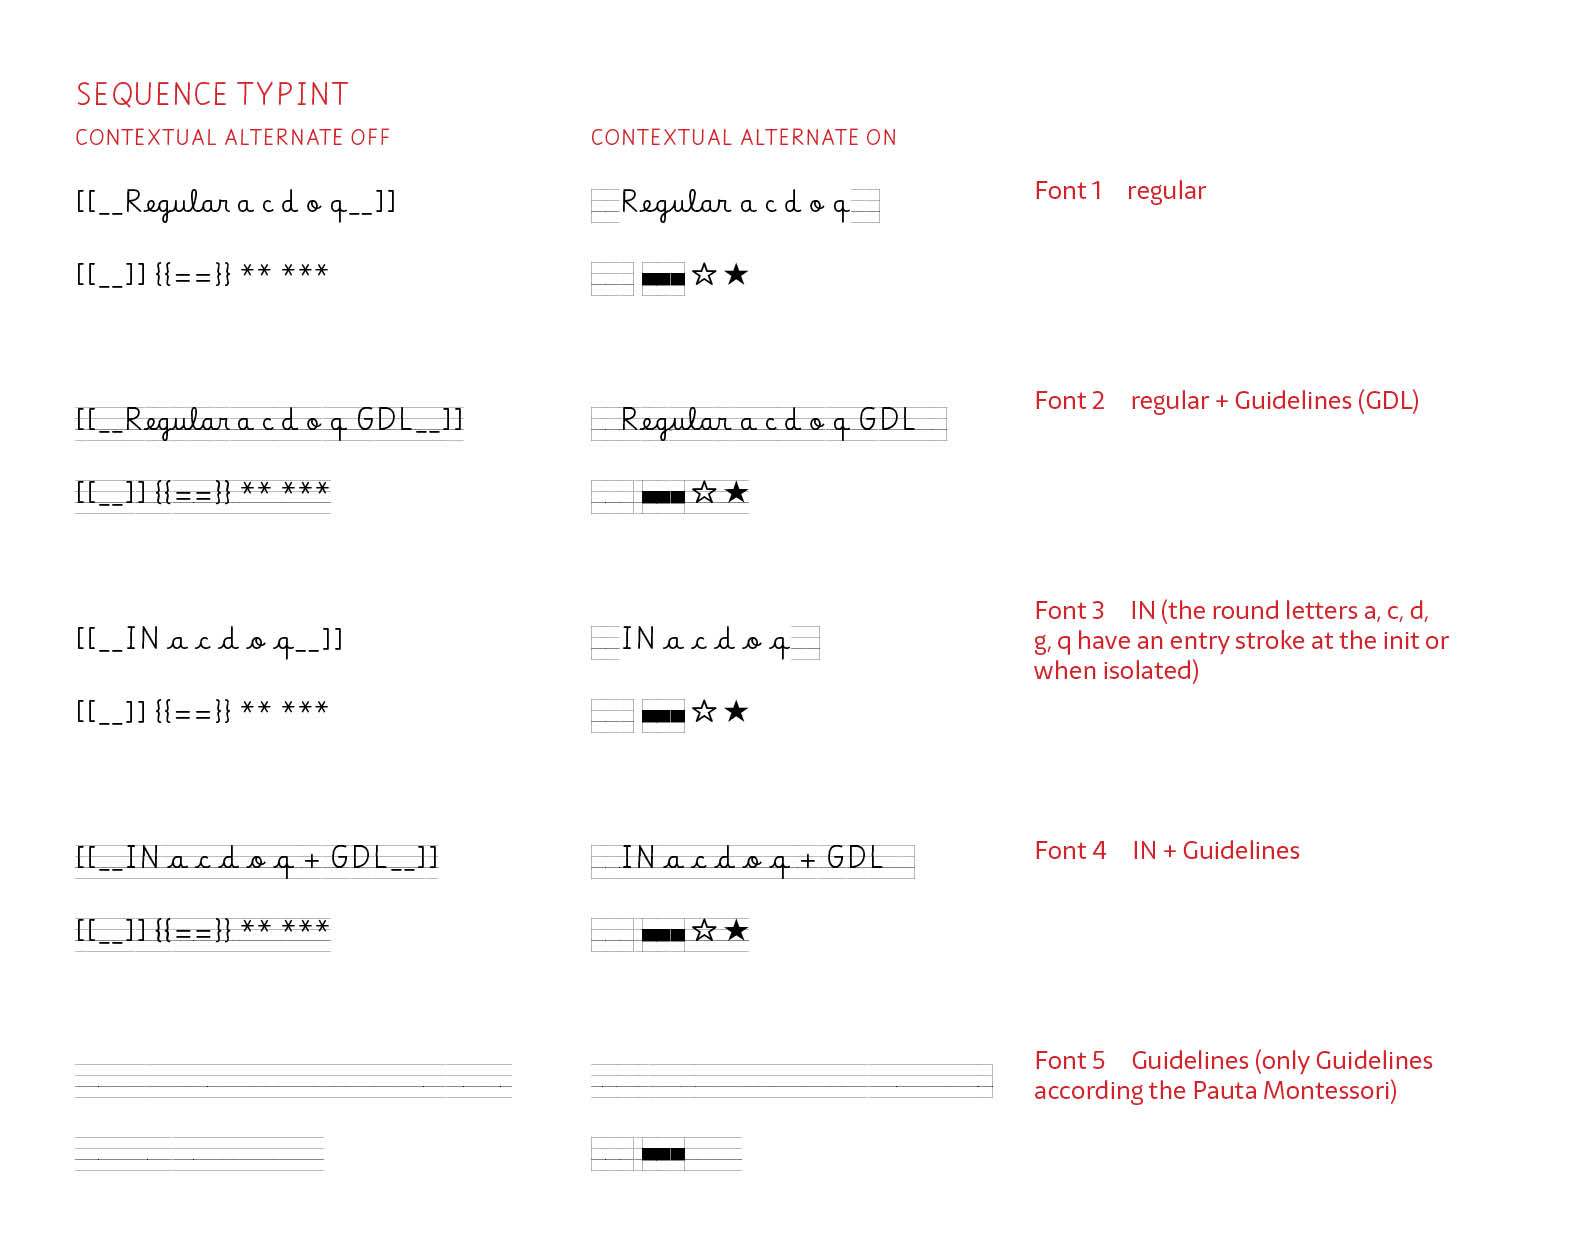 SEQUENCE TYPINT
CONTEXTUAL ALTERNATE OFF
CONTEXTUAL ALTERNATE ON
[[__Regular a c d o q__]]
Regular a c d o q
Font 1 regular
[[__]] {{==}} ** ***
☆ ★
[[__Regular a c d o q GDL__]]
Regular a c d o q GDL
Font 2 regular + Guidelines (GDL)
[[__]] {{==}} ** ***
☆ ★
[[__IN a c d o q__]]
IN a c d o q
Font 3 IN (the round letters a, c, d,
g, q have an entry stroke at the init or
when isolated)
[[__]] {{==}} ** ***
☆ ★
[[__IN a c d o q + GDL__]]
IN a c d o q + GDL
Font 4 IN + Guidelines
[[__]] {{==}} ** ***
☆ ★
Font 5 Guidelines (only Guidelines
according the Pauta Montessori)